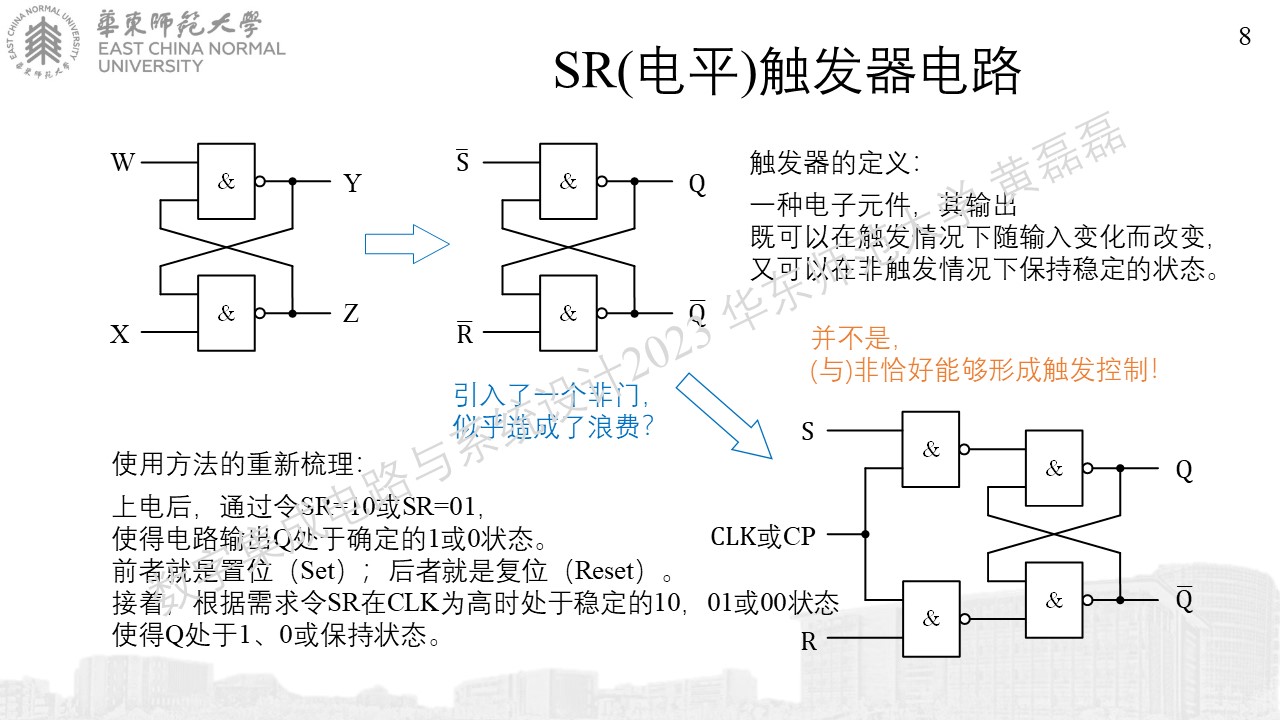 華東師範大學
EAST CHINA NORMAL
UNIVERSITY
EAST CHINA NORMAL UNIVERSITY
華東师范大学
8
SR(电平)触发器电路
W
&
Y
X
&
Z
S̅
&
Q
R̅
&
Q̅
触发器的定义：
一种电子元件，其输出
既可以在触发情况下随输入变化而改变，
又可以在非触发情况下保持稳定的状态。
引入了一个非门，
似乎造成了浪费？
并不是，
(与)非恰好能够形成触发控制！
使用方法的重新梳理：
上电后，通过令SR=10或SR=01，
使得电路输出Q处于确定的1或0状态。
前者就是置位（Set）；后者就是复位（Reset）。
接着，根据需求令SR在CLK为高时处于稳定的10，01或00状态
使得Q处于1、0或保持状态。
S
&
&
Q
CLK或CP
&
&
Q̅
R
数字集成电路与系统设计2023 华东师范大学 黄磊磊